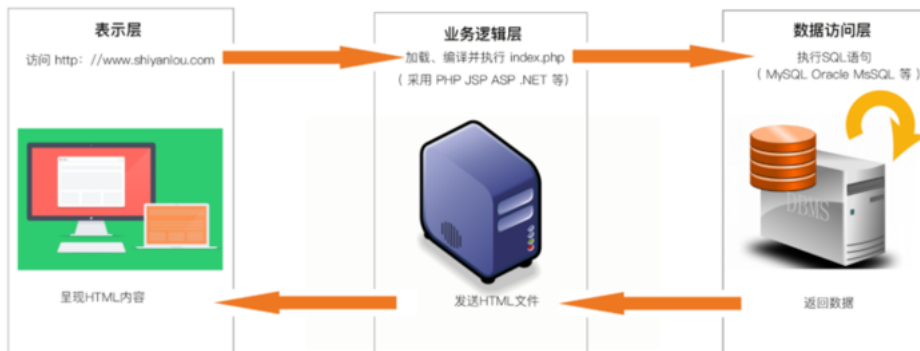 表示层
访问 http：//www.shiyanlou.com
呈现HTML内容
业务逻辑层
加载、编译并执行 index.php
（ 采用 PHP JSP ASP .NET 等）
发送HTML文件
数据访问层
执行SQL语句
（ MySQL Oracle MsSQL 等 ）
DBMS
返回数据